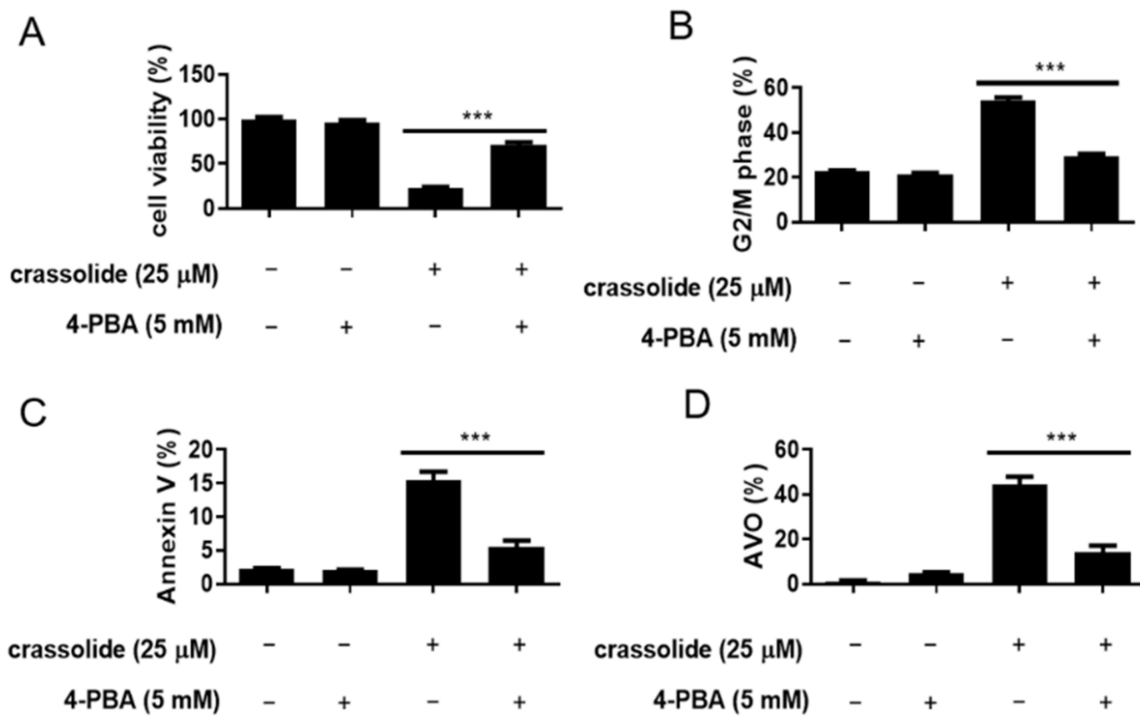 A
cell viability (%)
150
100
50
0
***
crassolide (25 μM) − − + +
4-PBA (5 mM) − + − +
B
G2/M phase (%)
60
40
20
0
***
crassolide (25 μM) − − + +
4-PBA (5 mM) − + − +
C
Annexin V (%)
20
15
10
5
0
***
crassolide (25 μM) − − + +
4-PBA (5 mM) − + − +
D
AVO (%)
60
40
20
0
***
crassolide (25 μM) − − + +
4-PBA (5 mM) − + − +